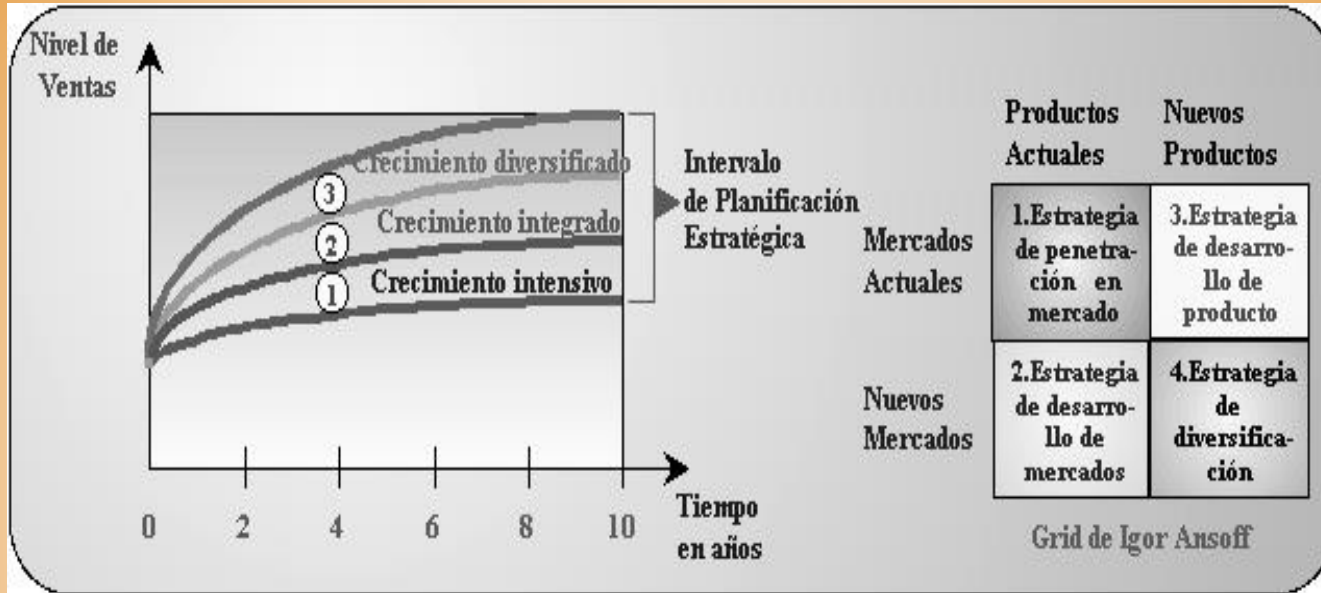 Nivel de
Ventas
Crecimiento diversificado
3
Crecimiento integrado
2
Crecimiento intensivo
1
Intervalo
de Planificación
Estratégica
0 2 4 6 8 10
Tiempo
en años
Productos
Actuales
Nuevos
Productos
Mercados
Actuales
1.Estrategia
de penetra-
ción en
mercado
3.Estrategia
de desarro-
llo de
producto
Nuevos
Mercados
2.Estrategia
de desarro-
llo de
mercados
4.Estrategia
de
diversifica-
ción
Grid de Igor Ansoff